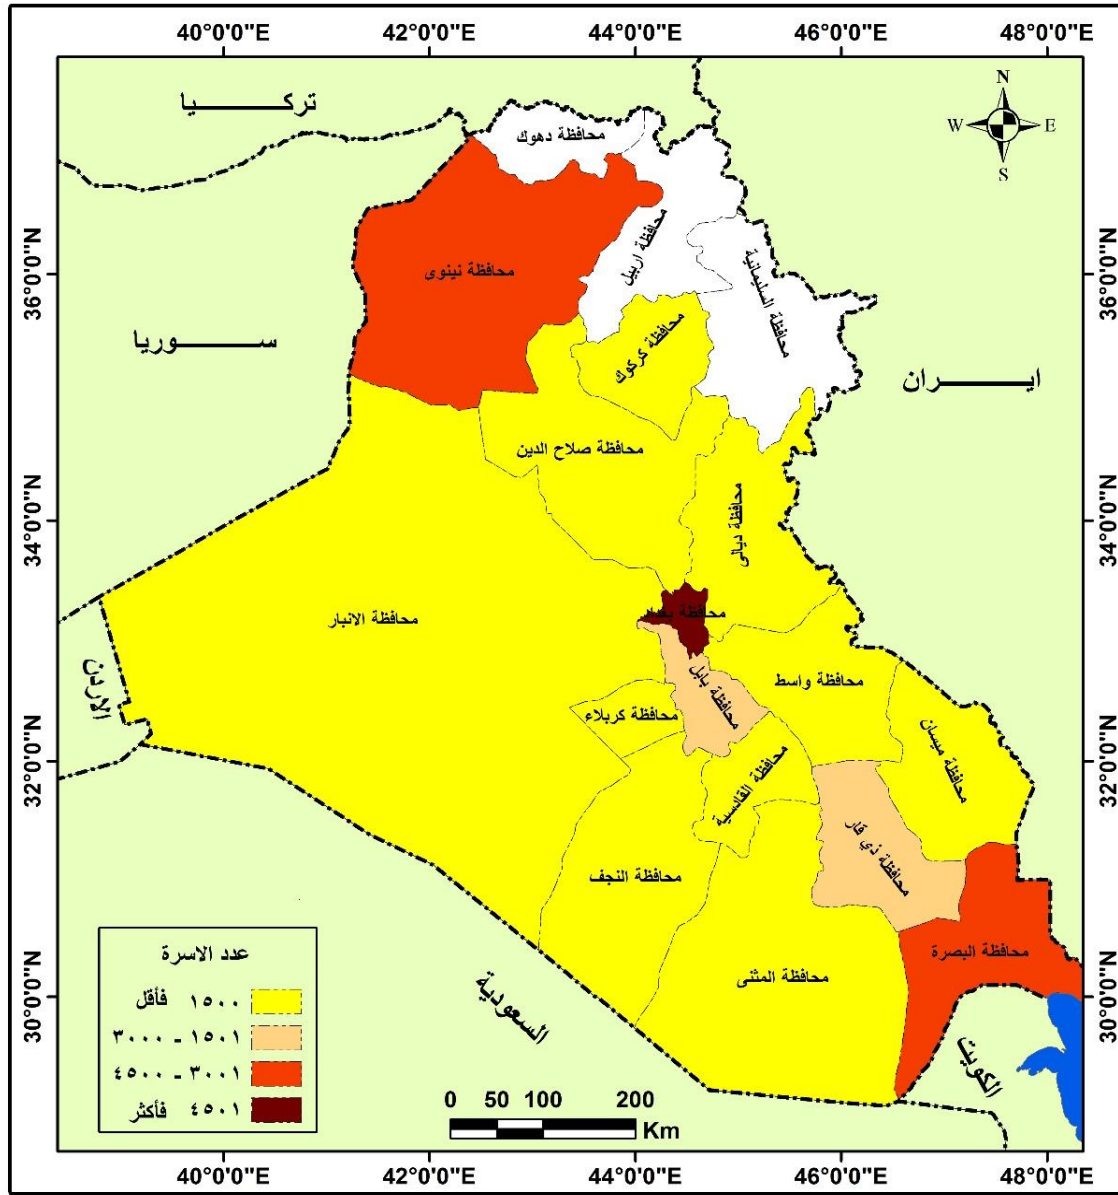 40°0'0"E 42°0'0"E 44°0'0"E 46°0'0"E 48°0'0"E
N
W E
S
تركـــــــيا
ســــــوريا
ايـــــــران
الاردن
السعودية
الكويت
36°0'0"N
34°0'0"N
32°0'0"N
30°0'0"N
36°0'0"N
34°0'0"N
32°0'0"N
30°0'0"N
محافظة دهوك
محافظة نينوى
محافظة اربيل
محافظة السليمانية
محافظة كركوك
محافظة صلاح الدين
محافظة ديالى
محافظة بغداد
محافظة الانبار
محافظة بابل
محافظة واسط
محافظة كربلاء
محافظة القادسية
محافظة ميسان
محافظة ذي قار
محافظة النجف
محافظة المثنى
محافظة البصرة
عدد الاسرة
١٥٠٠ فأقل
١٥٠١ - ٣٠٠٠
٣٠٠١ - ٤٥٠٠
٤٥٠١ فأكثر
0 50 100 200
Km
40°0'0"E 42°0'0"E 44°0'0"E 46°0'0"E 48°0'0"E